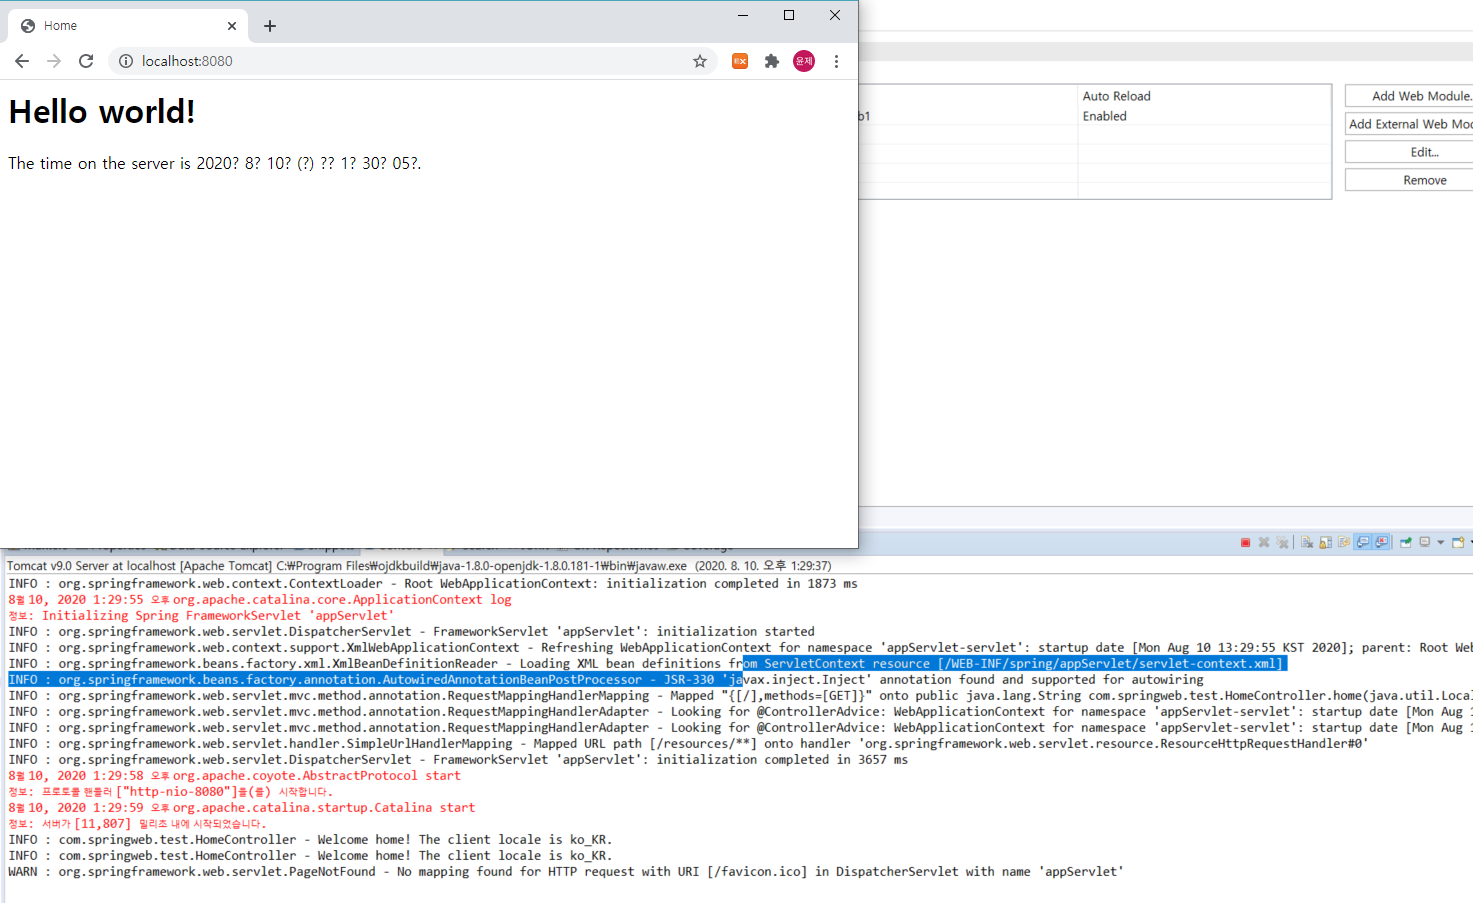 Home
localhost:8080
윤제
Hello world!
The time on the server is 2020? 8? 10? (?) ?? 1? 30? 05?.
Auto Reload
b1
Enabled
Add Web Module.
Add External Web Mod
Edit...
Remove
Tomcat v9.0 Server at localhost [Apache Tomcat] C:₩Program Files₩ojdkbuild₩java-1.8.0-openjdk-1.8.0.181-1₩bin₩javaw.exe (2020. 8. 10. 오후 1:29:37)
INFO : org.springframework.web.context.ContextLoader - Root WebApplicationContext: initialization completed in 1873 ms
8월 10, 2020 1:29:55 오후 org.apache.catalina.core.ApplicationContext log
정보: Initializing Spring FrameworkServlet 'appServlet'
INFO : org.springframework.web.servlet.DispatcherServlet - FrameworkServlet 'appServlet': initialization started
INFO : org.springframework.web.context.support.XmlWebApplicationContext - Refreshing WebApplicationContext for namespace 'appServlet-servlet': startup date [Mon Aug 10 13:29:55 KST 2020]; parent: Root Web
INFO : org.springframework.beans.factory.xml.XmlBeanDefinitionReader - Loading XML bean definitions from ServletContext resource [/WEB-INF/spring/appServlet/servlet-context.xml]
INFO : org.springframework.beans.factory.annotation.AutowiredAnnotationBeanPostProcessor - JSR-330 'javax.inject.Inject' annotation found and supported for autowiring
INFO : org.springframework.web.servlet.mvc.method.annotation.RequestMappingHandlerMapping - Mapped "{[/],methods=[GET]}" onto public java.lang.String com.springweb.test.HomeController.home(java.util.Local
INFO : org.springframework.web.servlet.mvc.method.annotation.RequestMappingHandlerAdapter - Looking for @ControllerAdvice: WebApplicationContext for namespace 'appServlet-servlet': startup date [Mon Aug 1
INFO : org.springframework.web.servlet.mvc.method.annotation.RequestMappingHandlerAdapter - Looking for @ControllerAdvice: WebApplicationContext for namespace 'appServlet-servlet': startup date [Mon Aug 1
INFO : org.springframework.web.servlet.handler.SimpleUrlHandlerMapping - Mapped URL path [/resources/**] onto handler 'org.springframework.web.servlet.resource.ResourceHttpRequestHandler#0'
INFO : org.springframework.web.servlet.DispatcherServlet - FrameworkServlet 'appServlet': initialization completed in 3657 ms
8월 10, 2020 1:29:58 오후 org.apache.coyote.AbstractProtocol start
정보: 프로토콜 핸들러 ["http-nio-8080"]을(를) 시작합니다.
8월 10, 2020 1:29:59 오후 org.apache.catalina.startup.Catalina start
정보: 서버가 [11,807] 밀리초 내에 시작되었습니다.
INFO : com.springweb.test.HomeController - Welcome home! The client locale is ko_KR.
INFO : com.springweb.test.HomeController - Welcome home! The client locale is ko_KR.
WARN : org.springframework.web.servlet.PageNotFound - No mapping found for HTTP request with URI [/favicon.ico] in DispatcherServlet with name 'appServlet'